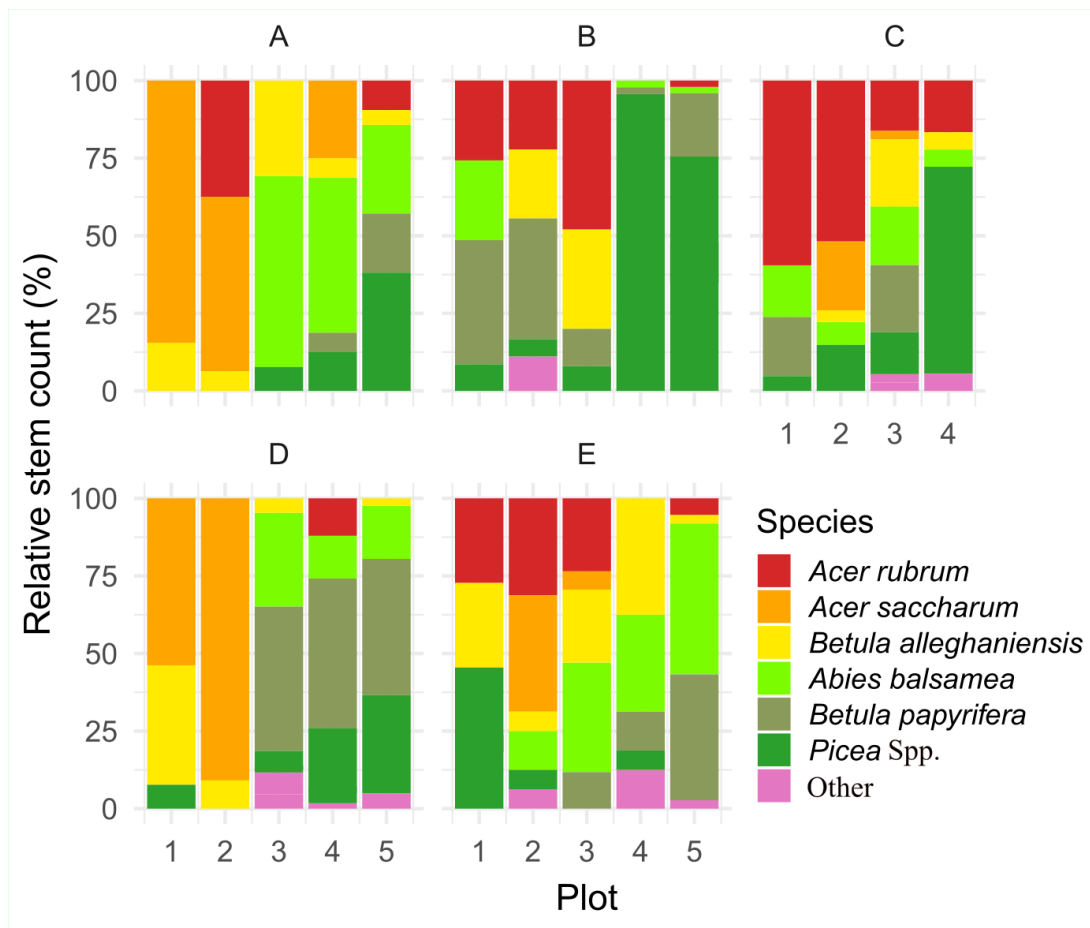 A B C
100
75
50
25
0
1 2 3 4
D E
100
75
50
25
0
1 2 3 4 5 1 2 3 4 5
Relative stem count (%)
Plot
Species
Acer rubrum
Acer saccharum
Betula alleghaniensis
Abies balsamea
Betula papyrifera
Picea Spp.
Other